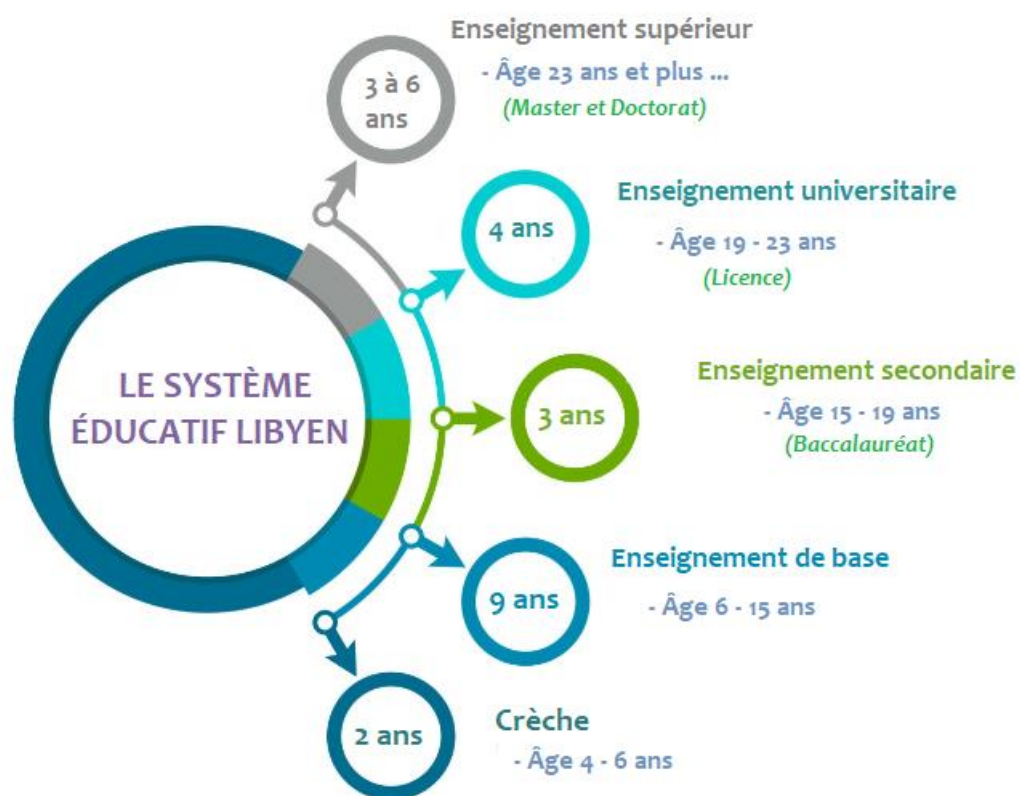 Enseignement supérieur
3 à 6
ans
- Âge 23 ans et plus ...
(Master et Doctorat)
Enseignement universitaire
4 ans
- Âge 19 - 23 ans
(Licence)
LE SYSTÈME
ÉDUCATIF LIBYEN
Enseignement secondaire
3 ans
- Âge 15 - 19 ans
(Baccalauréat)
Enseignement de base
9 ans
- Âge 6 - 15 ans
Crèche
2 ans
- Âge 4 - 6 ans